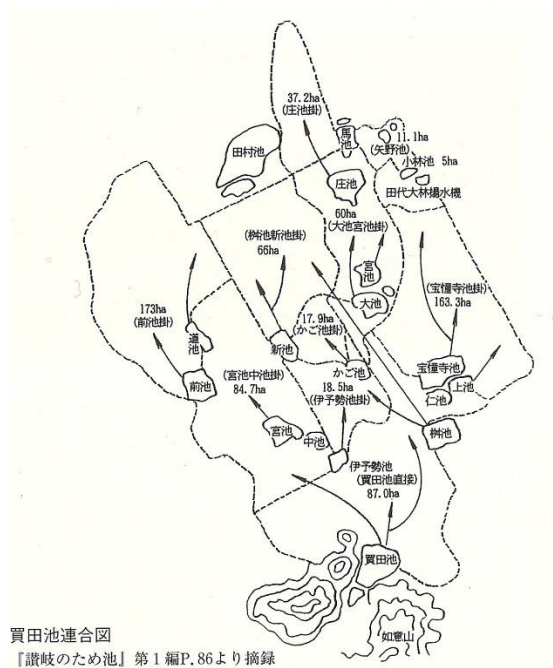 37.2ha
(庄池掛)
馬池
11.1ha
(矢野池)
田村池
小林池 5ha
庄池
田代大林揚水機
60ha
(大池宮池掛)
(桝池新池掛)
66ha
宮池
(宝憧寺池掛)
163.3ha
大池
173ha
(前池掛)
17.9ha
(かご池掛)
道池
新池
かご池
宝憧寺池
上池
仁池
前池
(宮池中池掛)
84.7ha
18.5ha
(伊予勢池掛)
宮池
中池
桝池
伊予勢池
(買田池直接)
87.0ha
買田池
如意山
買田池連合図
『讃岐のため池』第1編P.86より摘録